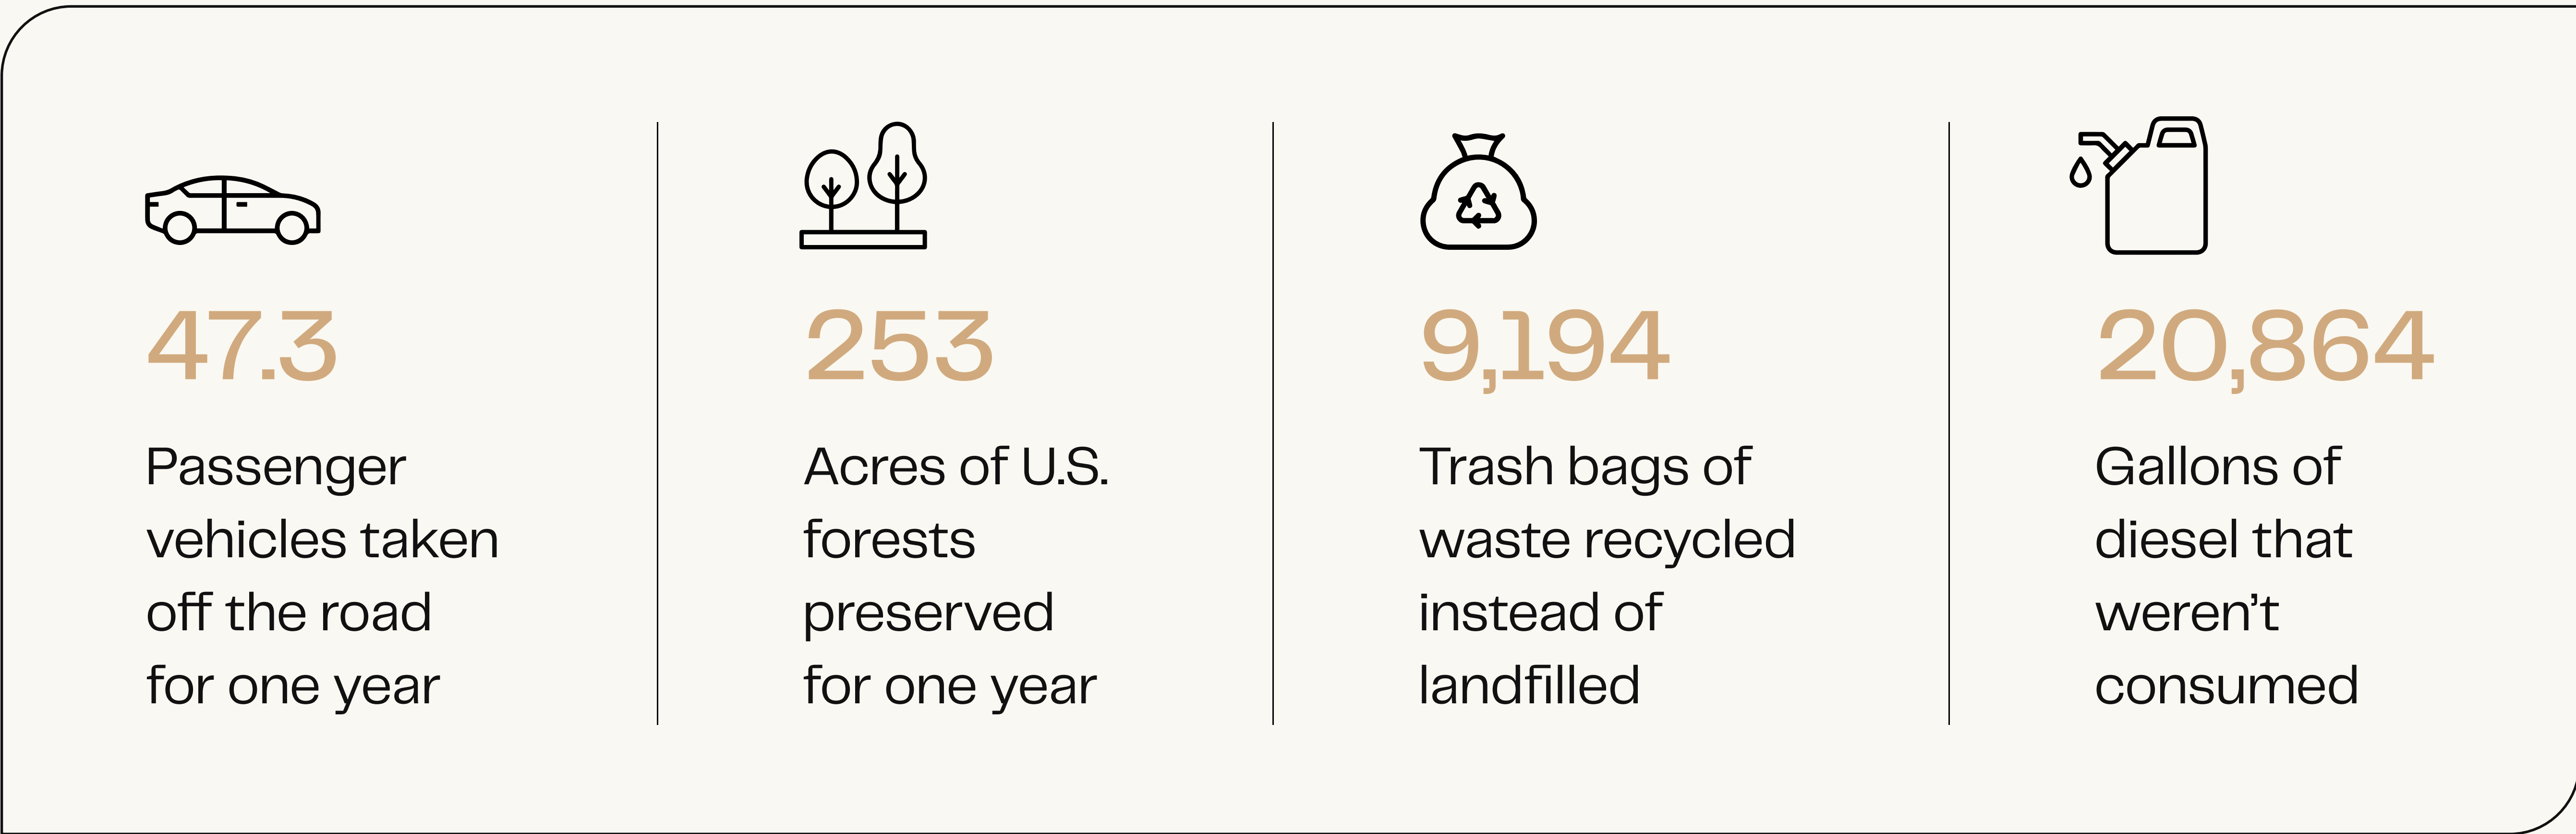 47.3
Passenger
vehicles taken
off the road
for one year
253
Acres of U.S.
forests
preserved
for one year
9,194
Trash bags of
waste recycled
instead of
landfilled
20,864
Gallons of
diesel that
weren’t
consumed